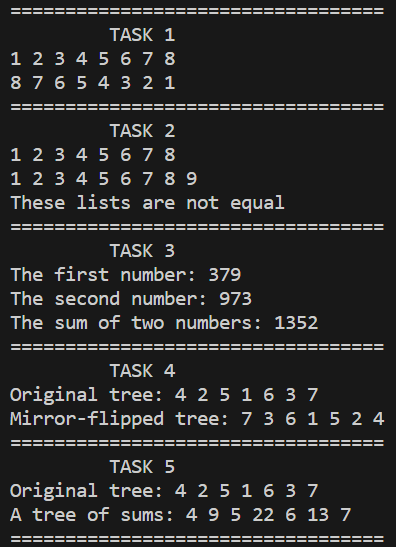 ==================================
         TASK 1
1 2 3 4 5 6 7 8
8 7 6 5 4 3 2 1
==================================
         TASK 2
1 2 3 4 5 6 7 8
1 2 3 4 5 6 7 8 9
These lists are not equal
==================================
         TASK 3
The first number: 379
The second number: 973
The sum of two numbers: 1352
==================================
         TASK 4
Original tree: 4 2 5 1 6 3 7
Mirror-flipped tree: 7 3 6 1 5 2 4
==================================
         TASK 5
Original tree: 4 2 5 1 6 3 7
A tree of sums: 4 9 5 22 6 13 7
==================================